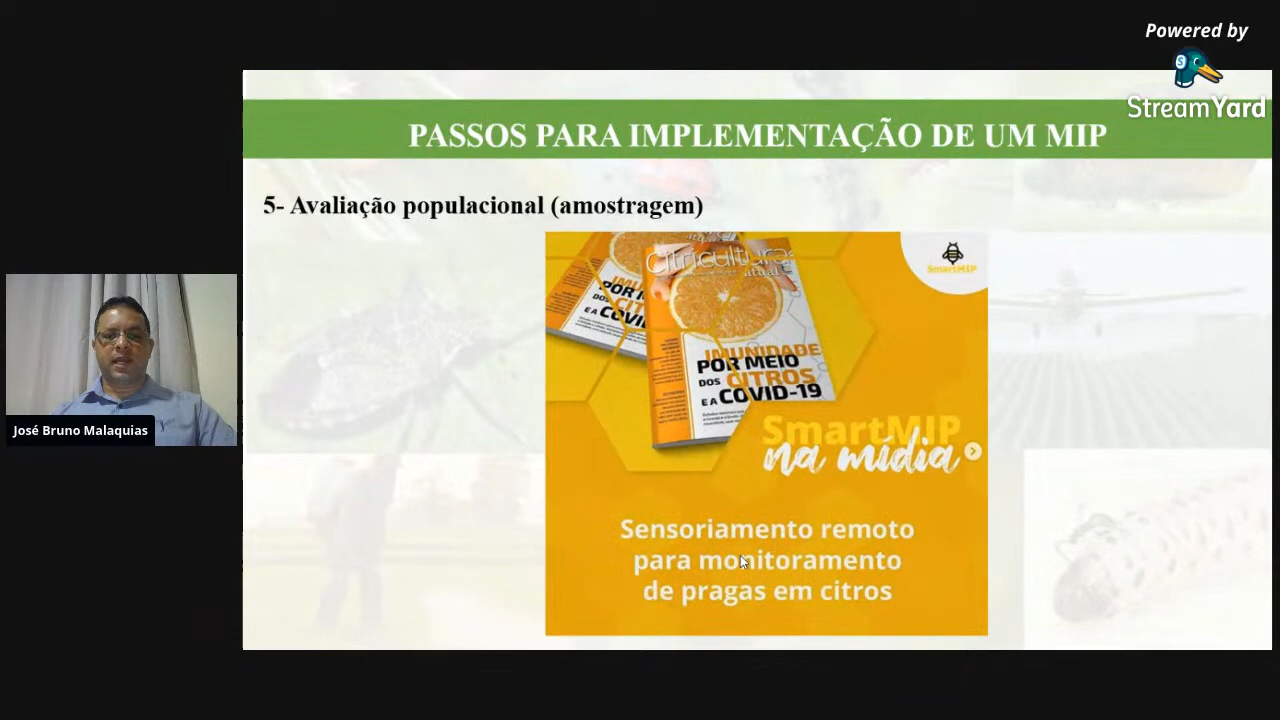 Powered by
StreamYard
PASSOS PARA IMPLEMENTAÇÃO DE UM MIP
5- Avaliação populacional (amostragem)
Citricultura
atual
SmartMIP
IMUNIDADE
POR MEIO
DOS CITROS
E A COVID-19
SmartMIP
na mídia
Sensoriamento remoto
para monitoramento
de pragas em citros
José Bruno Malaquias